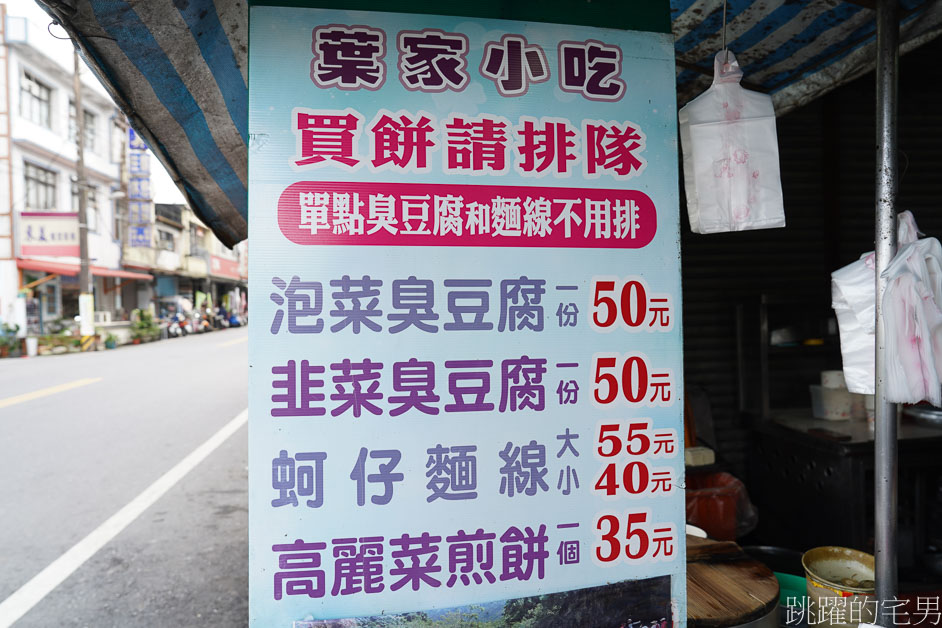 葉家小吃
買餅請排隊
單點臭豆腐和麵線不用排
泡菜臭豆腐一份50元
韭菜臭豆腐一份50元
蚵仔麵線大55元
小40元
高麗菜煎餅一個35元
跳躍的宅男